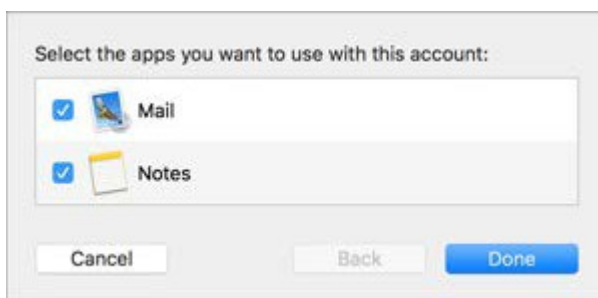 Select the apps you want to use with this account:
Mail
Notes
Cancel Back Done